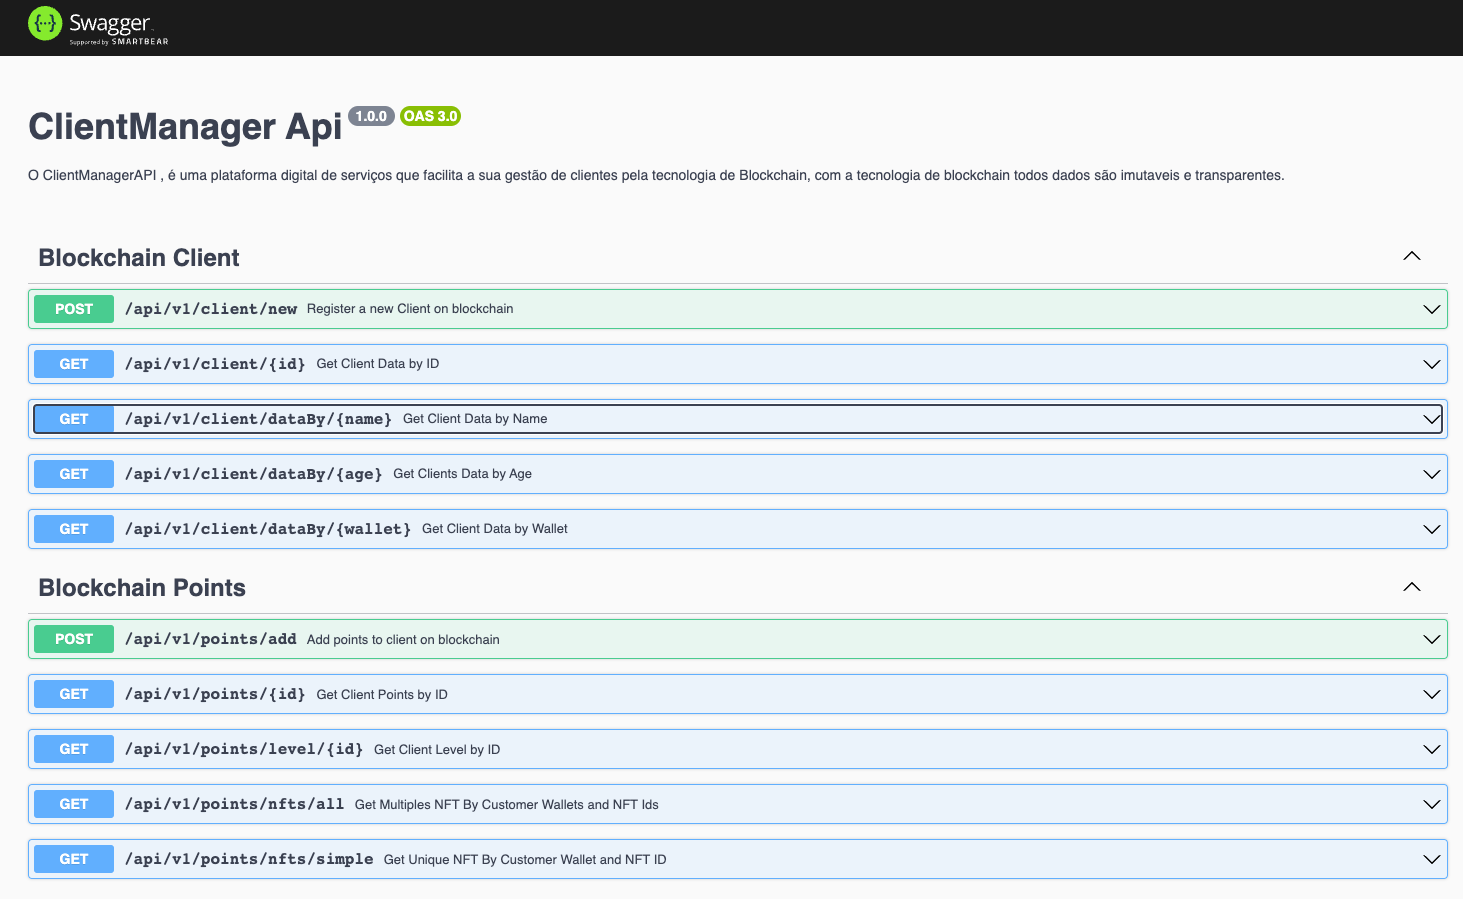 Swagger
Supported by SMARTBEAR
ClientManager Api 1.0.0 OAS 3.0
O ClientManagerAPI , é uma plataforma digital de serviços que facilita a sua gestão de clientes pela tecnologia de Blockchain, com a tecnologia de blockchain todos dados são imutaveis e transparentes.
Blockchain Client
POST /api/v1/client/new Register a new Client on blockchain
GET /api/v1/client/{id} Get Client Data by ID
GET /api/v1/client/dataBy/{name} Get Client Data by Name
GET /api/v1/client/dataBy/{age} Get Clients Data by Age
GET /api/v1/client/dataBy/{wallet} Get Client Data by Wallet
Blockchain Points
POST /api/v1/points/add Add points to client on blockchain
GET /api/v1/points/{id} Get Client Points by ID
GET /api/v1/points/level/{id} Get Client Level by ID
GET /api/v1/points/nfts/all Get Multiples NFT By Customer Wallets and NFT Ids
GET /api/v1/points/nfts/simple Get Unique NFT By Customer Wallet and NFT ID